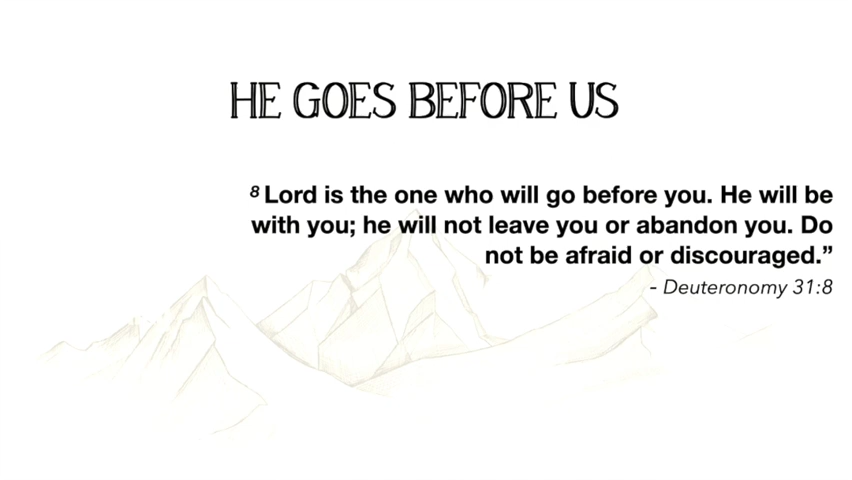 HE GOES BEFORE US
⁸ Lord is the one who will go before you. He will be
with you; he will not leave you or abandon you. Do
not be afraid or discouraged.”
- Deuteronomy 31:8